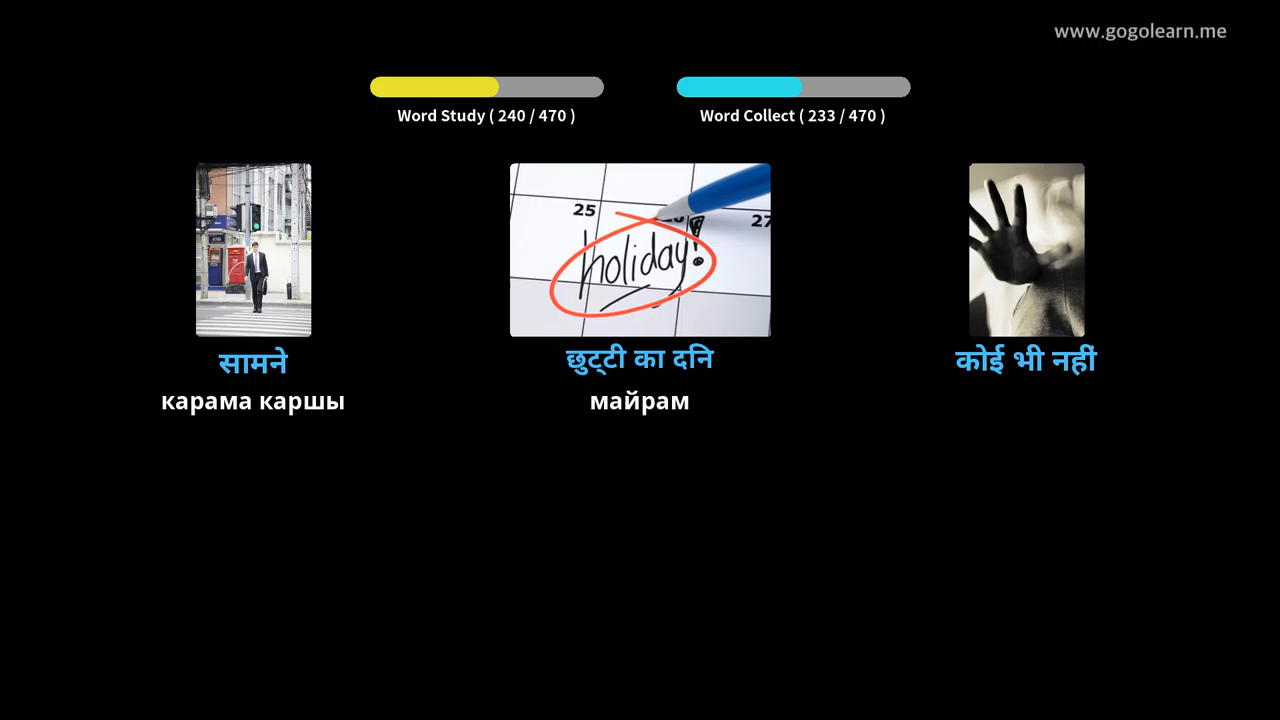 www.gogolearn.me
Word Study ( 240 / 470 )
Word Collect ( 233 / 470 )
25
27
holiday!
सामने
छुट्टी का दनि
कोई भी नहीं
карама каршы
майрам